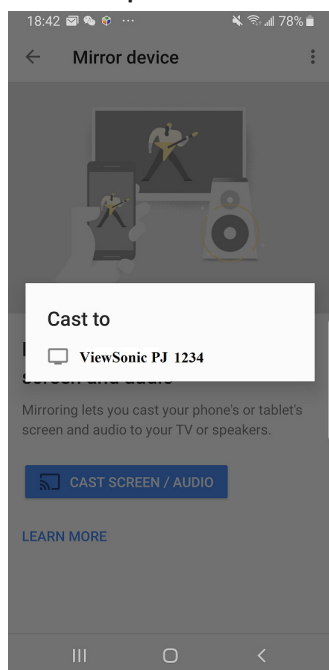 18:42 78%
Mirror device
Cast to
ViewSonic PJ 1234
screen and audio
Mirroring lets you cast your phone's or tablet's
screen and audio to your TV or speakers.
CAST SCREEN / AUDIO
LEARN MORE